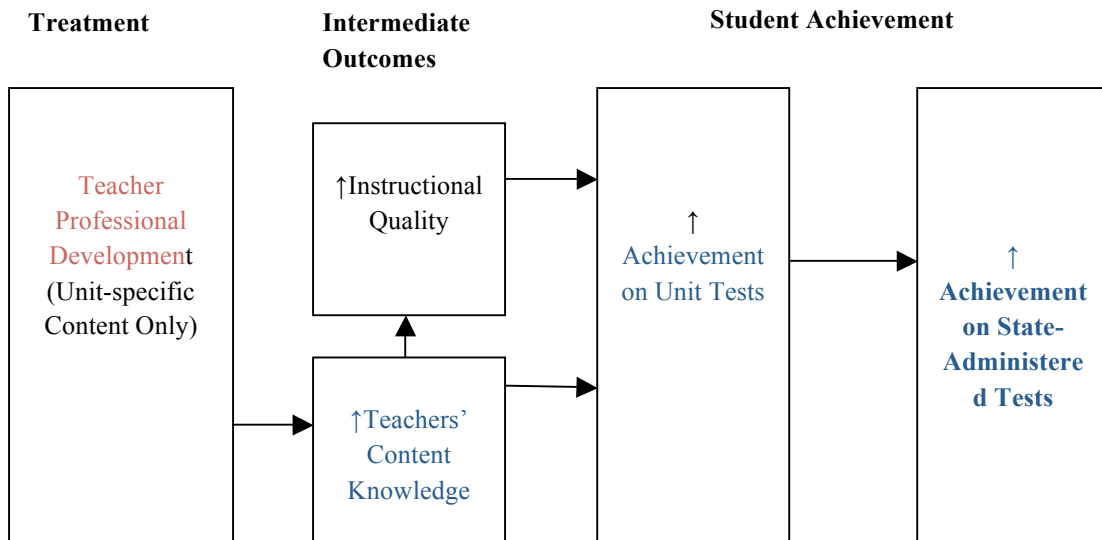 Treatment
Intermediate
Outcomes
Student Achievement
Teacher
Professional
Development
(Unit-specific
Content Only)
↑Instructional
Quality
↑Teachers’
Content
Knowledge
↑
Achievement
on Unit Tests
↑
Achievement
on State-
Administere
d Tests